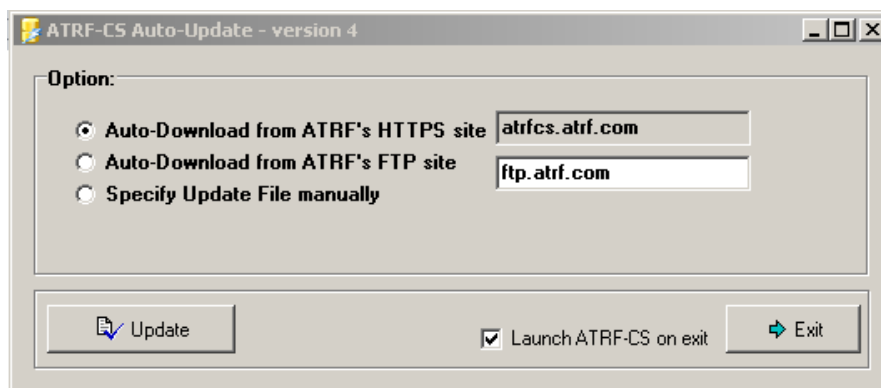 ATRF-CS Auto-Update - version 4
Option:
Auto-Download from ATRF's HTTPS site atrfcs.atrf.com
Auto-Download from ATRF's FTP site ftp.atrf.com
Specify Update File manually
Update Launch ATRF-CS on exit Exit